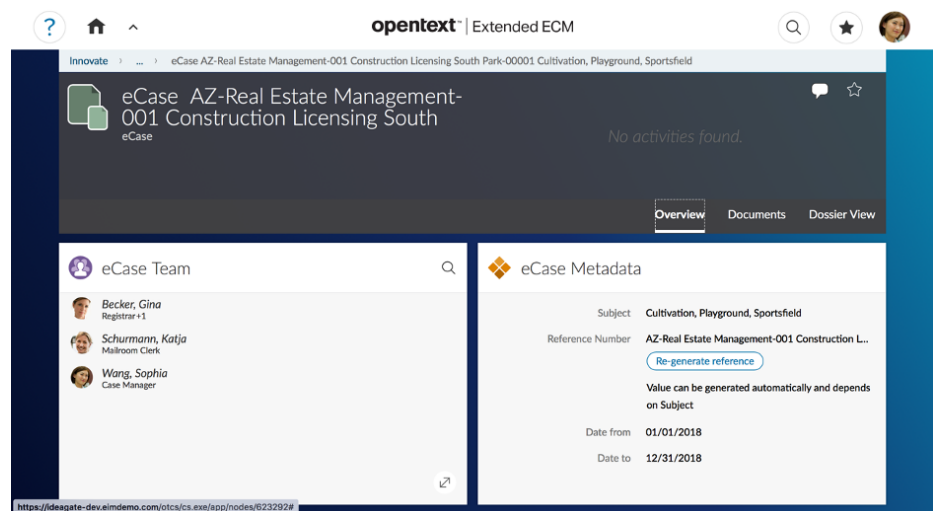 ?
opentext™ | Extended ECM
Innovate › ... › eCase AZ-Real Estate Management-001 Construction Licensing South Park-00001 Cultivation, Playground, Sportsfield
eCase AZ-Real Estate Management-
001 Construction Licensing South
eCase
No activities found.
Overview Documents Dossier View
eCase Team
Becker, Gina
Registrar+1
Schurmann, Katja
Mailroom Clerk
Wang, Sophia
Case Manager
eCase Metadata
Subject Cultivation, Playground, Sportsfield
Reference Number AZ-Real Estate Management-001 Construction L...
Re-generate reference
Value can be generated automatically and depends
on Subject
Date from 01/01/2018
Date to 12/31/2018
https://ideagate-dev.eimdemo.com/otcs/cs.exe/app/nodes/623292#